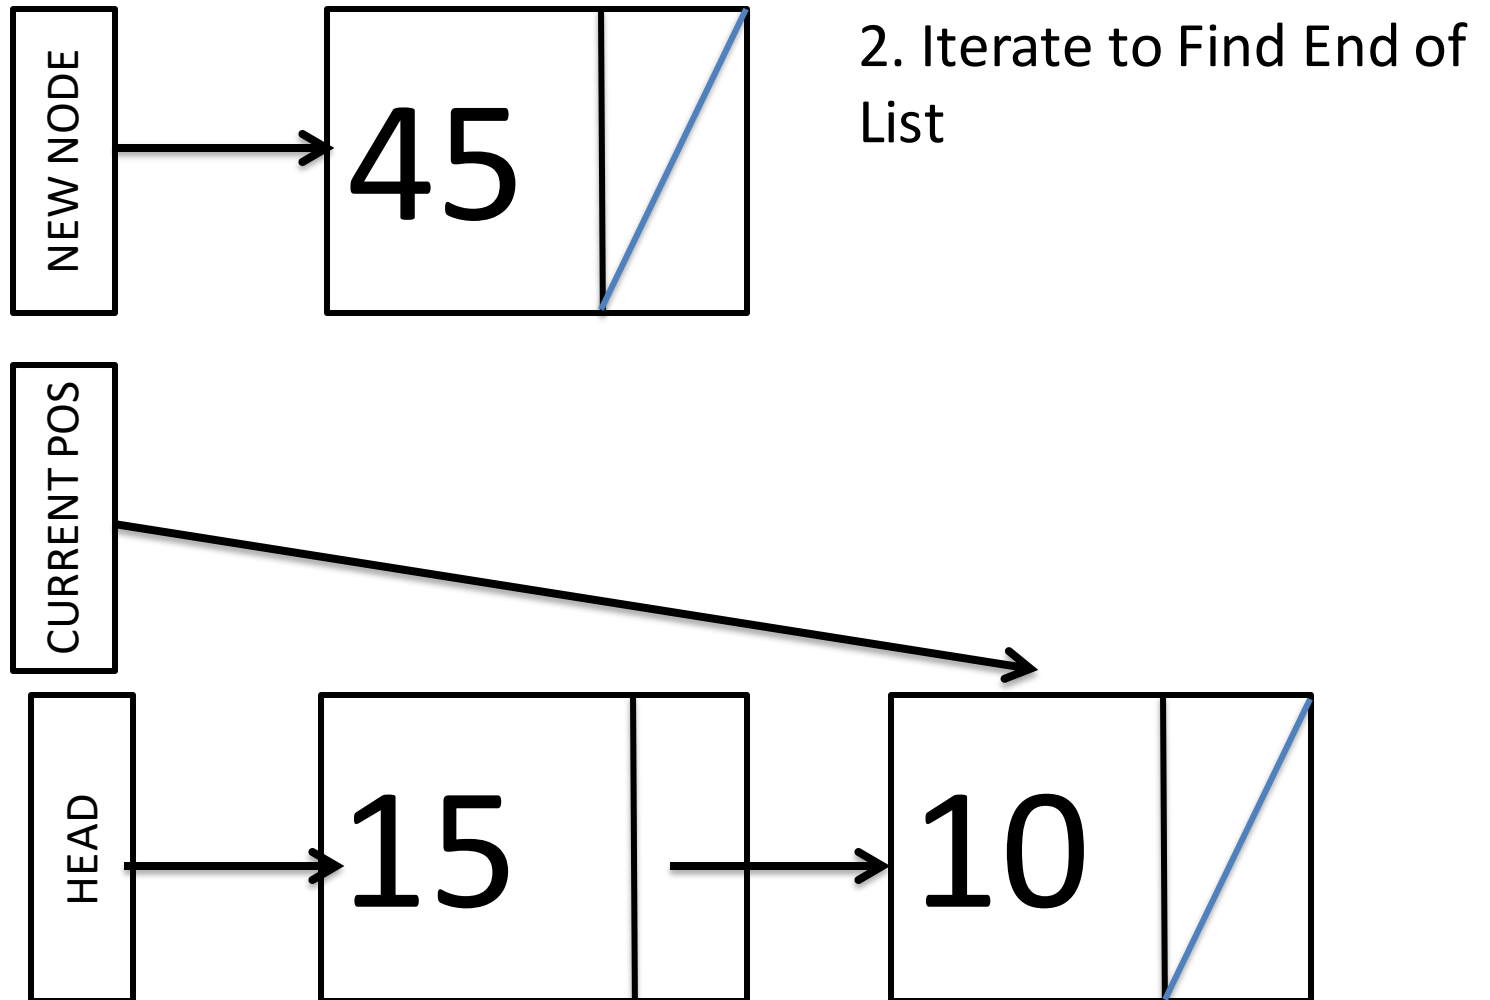 NEW NODE
45
2. Iterate to Find End of
List
CURRENT POS
HEAD
15
10